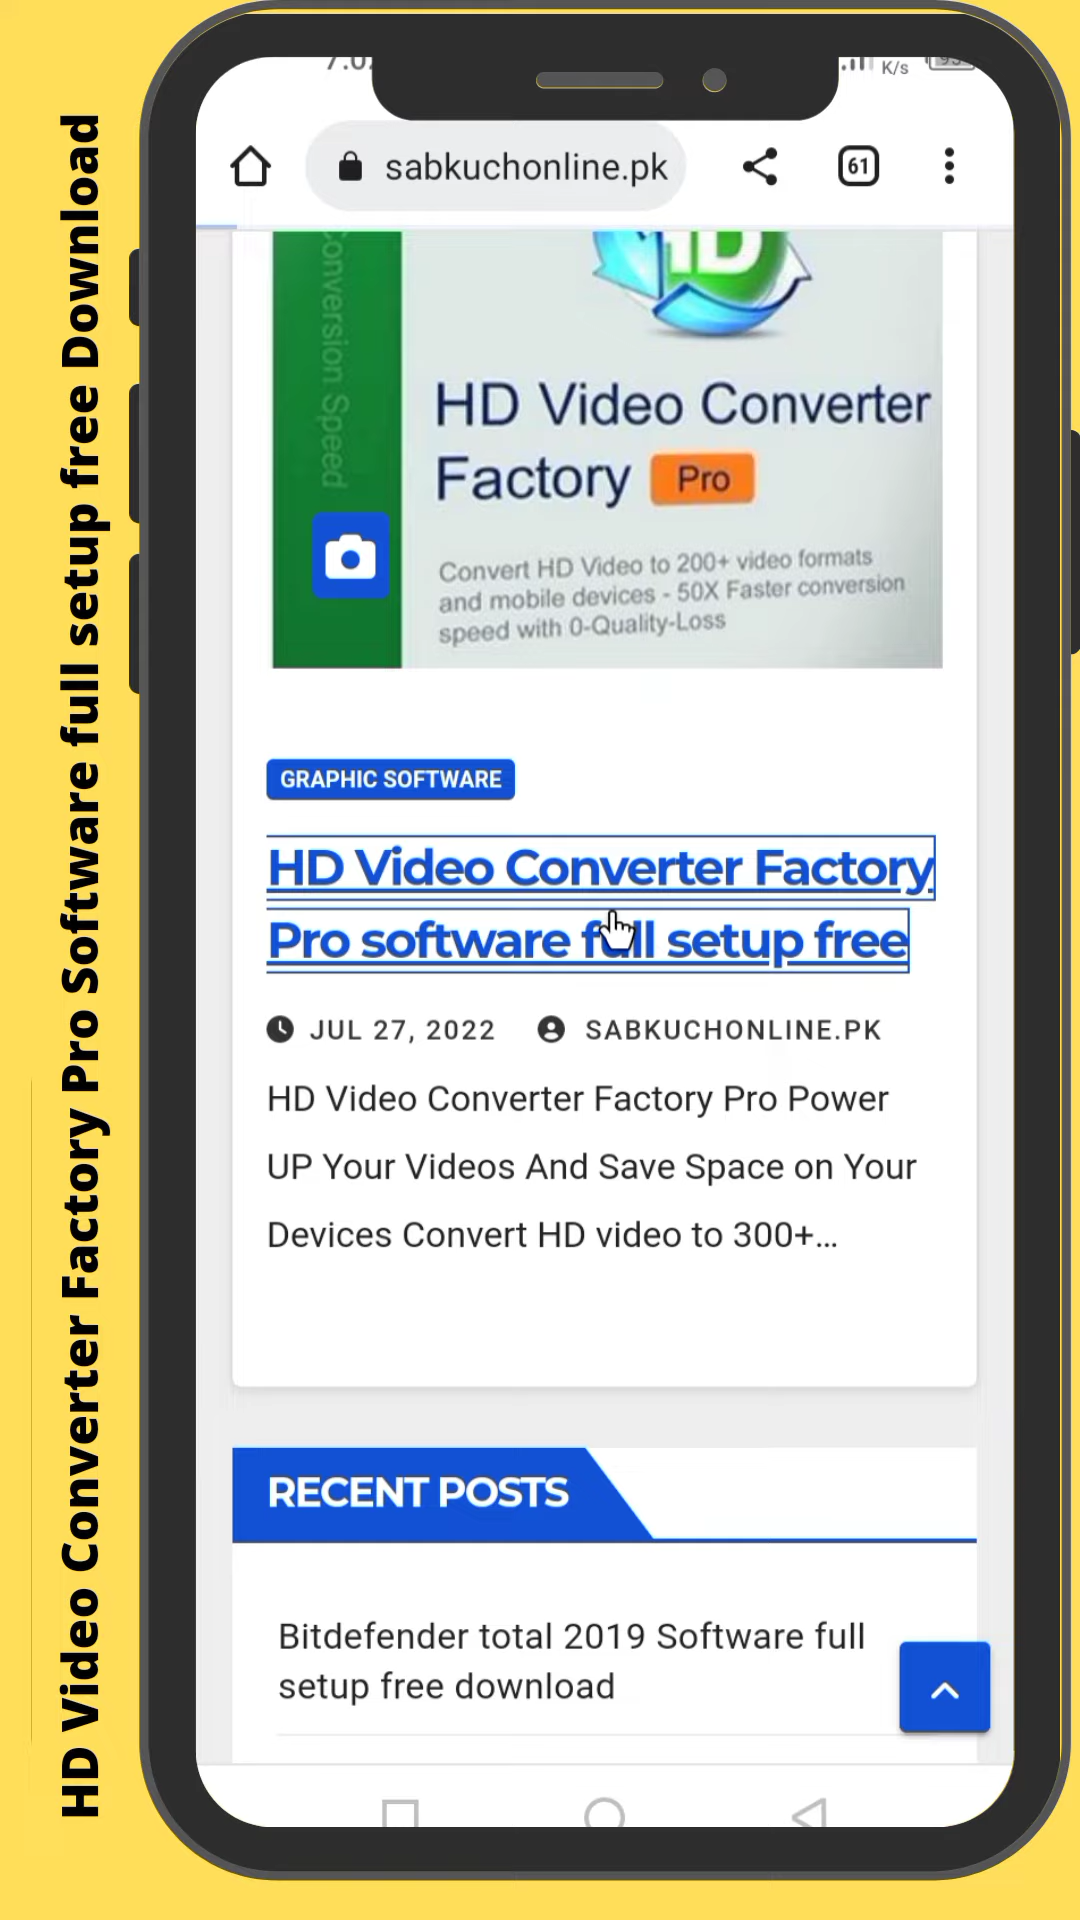 HD Video Converter Factory Pro Software full setup free Download
K/s
sabkuchonline.pk
61
Conversion Speed
HD
HD Video Converter
Factory Pro
Convert HD Video to 200+ video formats
and mobile devices - 50X Faster conversion
speed with 0-Quality-Loss
GRAPHIC SOFTWARE
HD Video Converter Factory
Pro software full setup free
JUL 27, 2022 SABKUCHONLINE.PK
HD Video Converter Factory Pro Power
UP Your Videos And Save Space on Your
Devices Convert HD video to 300+...
RECENT POSTS
Bitdefender total 2019 Software full
setup free download